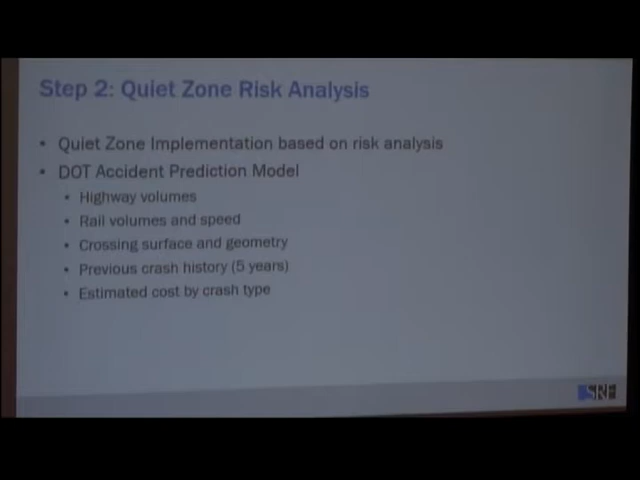 Step 2: Quiet Zone Risk Analysis
• Quiet Zone Implementation based on risk analysis
• DOT Accident Prediction Model
• Highway volumes
• Rail volumes and speed
• Crossing surface and geometry
• Previous crash history (5 years)
• Estimated cost by crash type
SRF